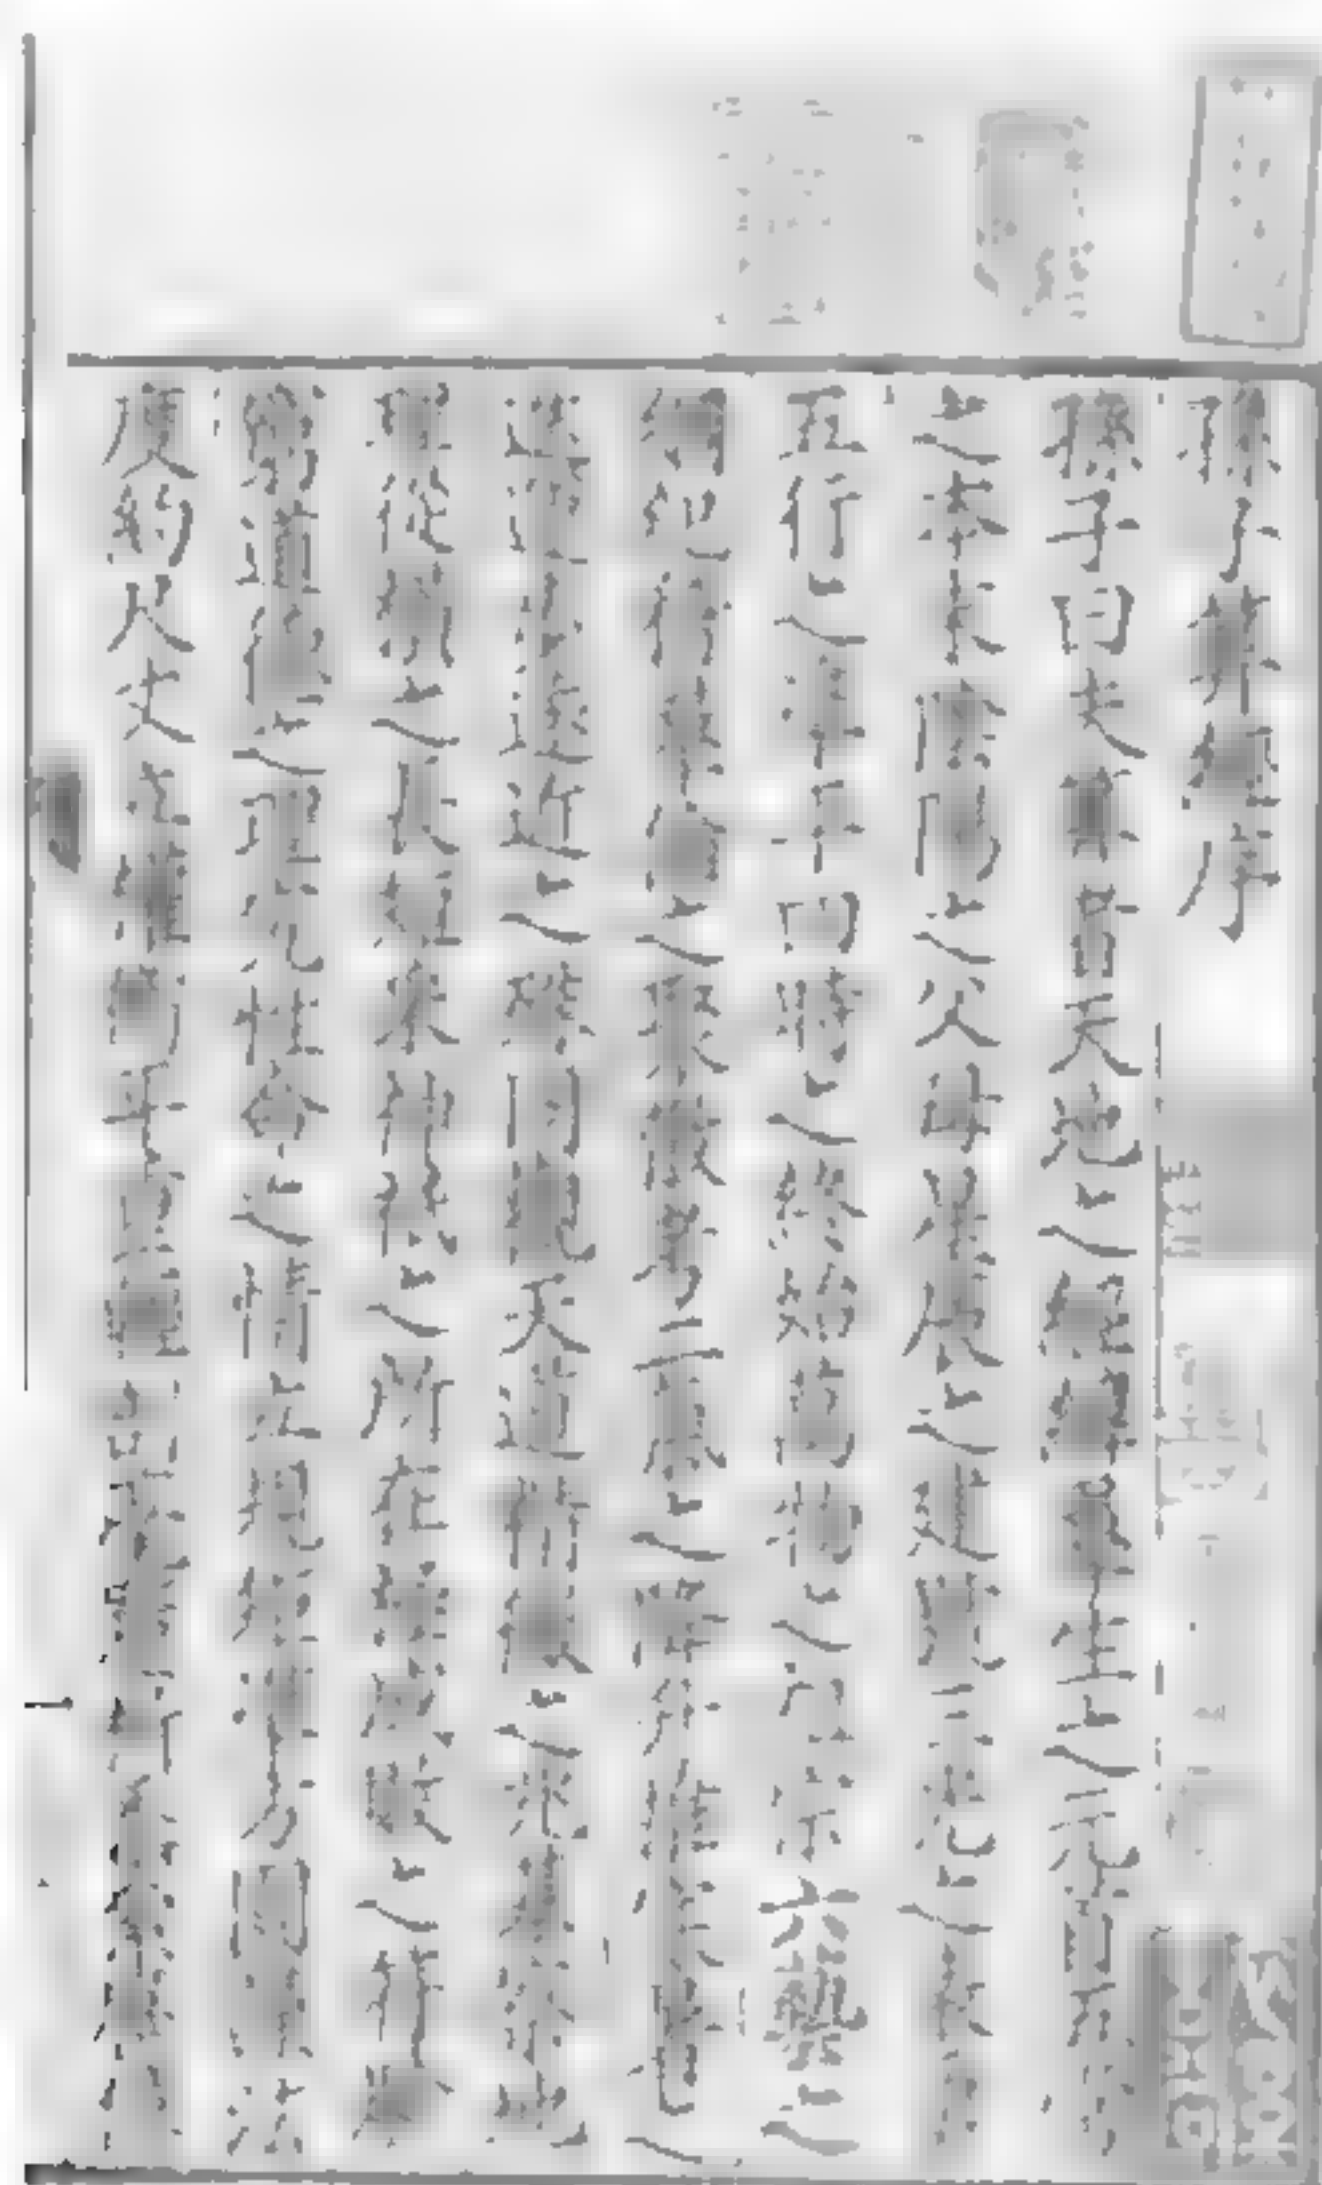 孫子筭經序
孫子曰夫筭者天地之經緯羣生之元首五常
之本末陰陽之父母星辰之建號三光之表裏
五行之準平四時之終始萬物之祖宗六藝之
綱紀稽羣倫之聚散考二氣之降升推寒暑之
迭運步遠近之殊同觀天道精微之兆基察地
理從橫之長短采神祇之所在極成敗之符驗
窮道德之理究性命之情立規矩準方圓謹法
度約尺丈立權衡平重輕剖毫釐析黍